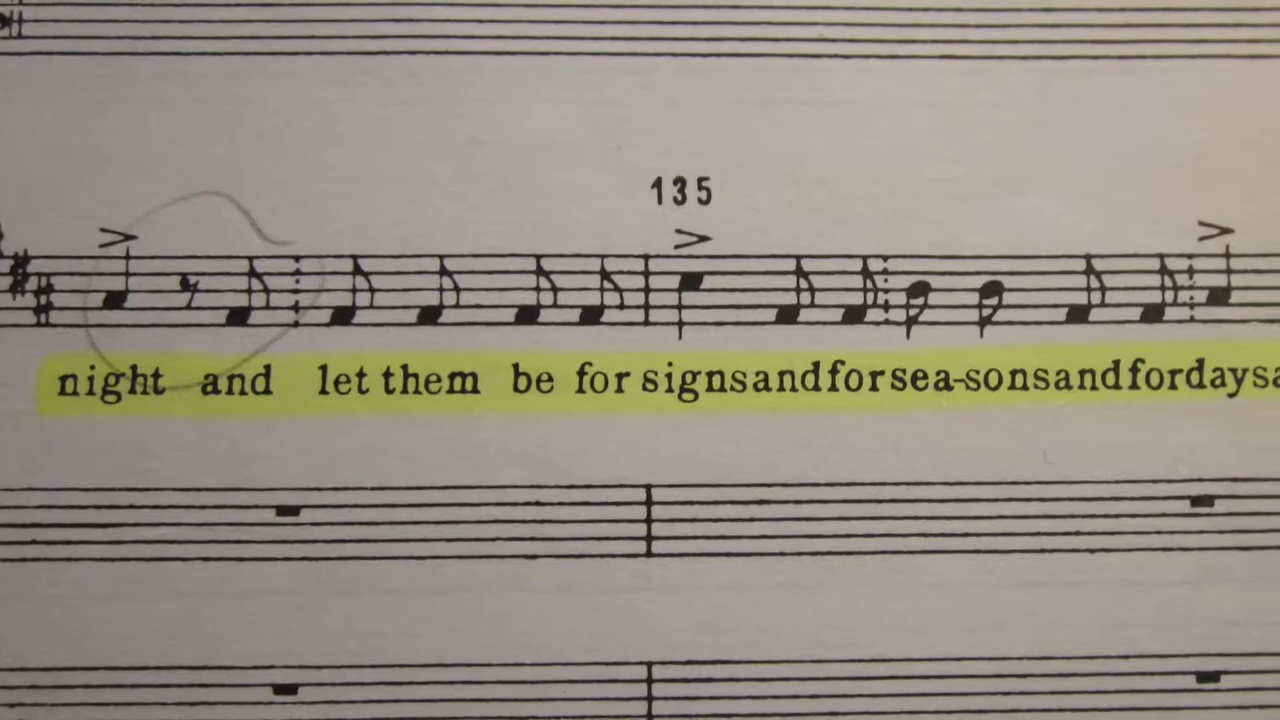 135
night and let them be for signs and for sea-sons and for days a